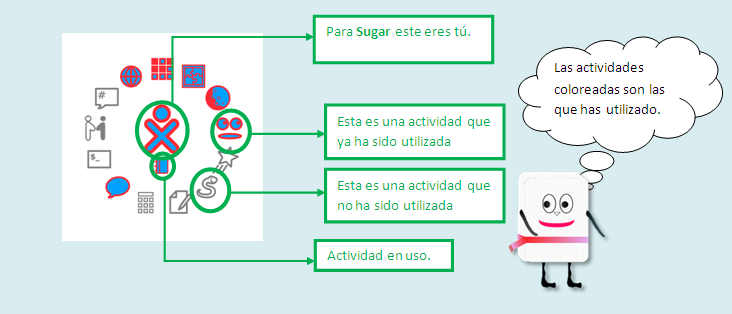 Para Sugar este eres tú.
Las actividades
coloreadas son las
que has utilizado.
#
Esta es una actividad que
ya ha sido utilizada
$_
Esta es una actividad que
no ha sido utilizada
S
Actividad en uso.